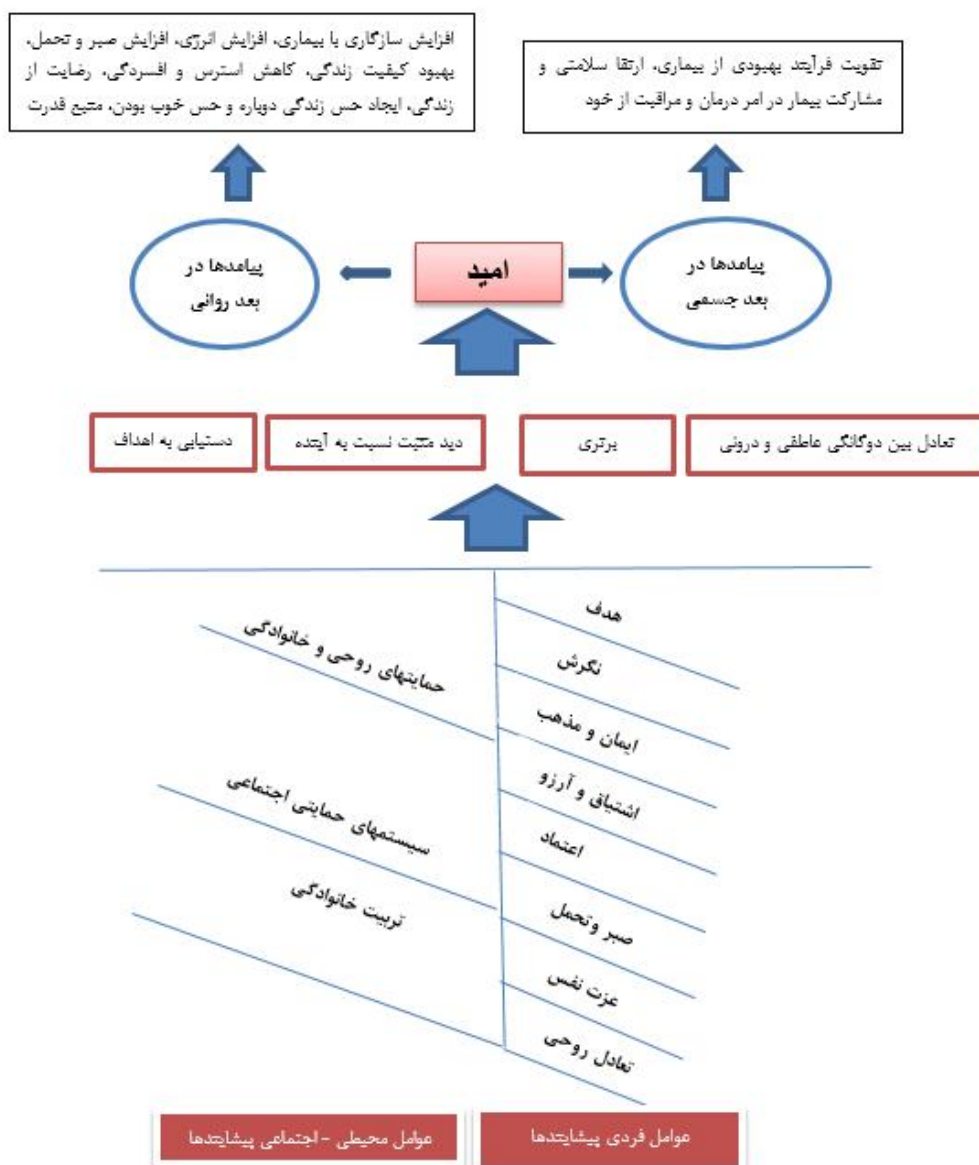 افزایش سازگاری با بیماری، افزایش انرژی، افزایش صبر و تحمل،
بهبود کیفیت زندگی، کاهش استرس و افسردگی، رضایت از
زندگی، ایجاد حس زندگی دوباره و حس خوب بودن، منبع قدرت
تقویت فرآیند بهبودی از بیماری، ارتقا سلامتی و
مشارکت بیمار در امر درمان و مراقبت از خود
پیامدها در
بعد روانی
امید
پیامدها در
بعد جسمی
تعادل بین دوگانگی عاطفی و درونی
برتری
دید مثبت نسبت به آینده
دستیابی به اهداف
هدف
نگرش
ایمان و مذهب
اشتیاق و آرزو
اعتماد
صبر وتحمل
عزت نفس
تعادل روحی
حمایتهای روحی و خانوادگی
سیستمهای حمایتی اجتماعی
تربیت خانوادگی
عوامل فردی پیشایندها
عوامل محیطی - اجتماعی پیشایندها